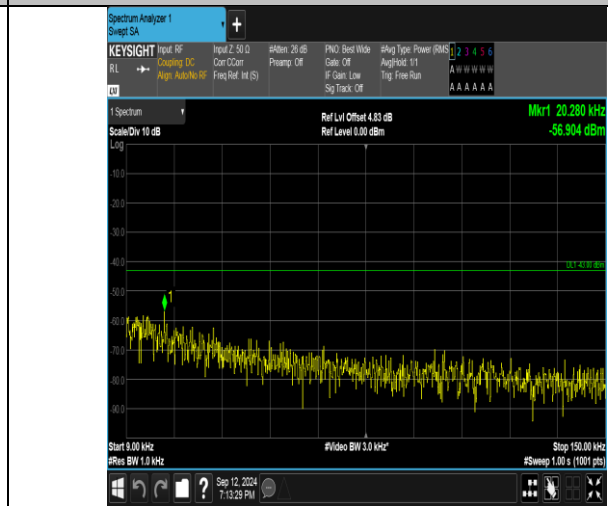 Spectrum Analyzer 1
Swept SA
KEYSIGHT Input: RF Input Z: 50 Ω #Atten: 26 dB PNO: Best Wide #Avg Type: Power (RMS 1 2 3 4 5 6
RL Coupling: DC Corr CCorr Preamp: Off Gate: Off Avg|Hold: 1/1 A W W W W W
Align: Auto/No RF Freq Ref: Int (S) IF Gain: Low Trig: Free Run
Sig Track: Off A A A A A A
1 Spectrum
Ref Lvl Offset 4.83 dB Mkr1 20.280 kHz
Scale/Div 10 dB Ref Level 0.00 dBm -56.904 dBm
Log
-10.0
-20.0
-30.0
-40.0
DL1 -43.00 dBm
-50.0
1
-60.0
-70.0
-80.0
-90.0
Start 9.00 kHz #Video BW 3.0 kHz* Stop 150.00 kHz
#Res BW 1.0 kHz #Sweep 1.00 s (1001 pts)
? Sep 12, 2024
7:13:29 PM